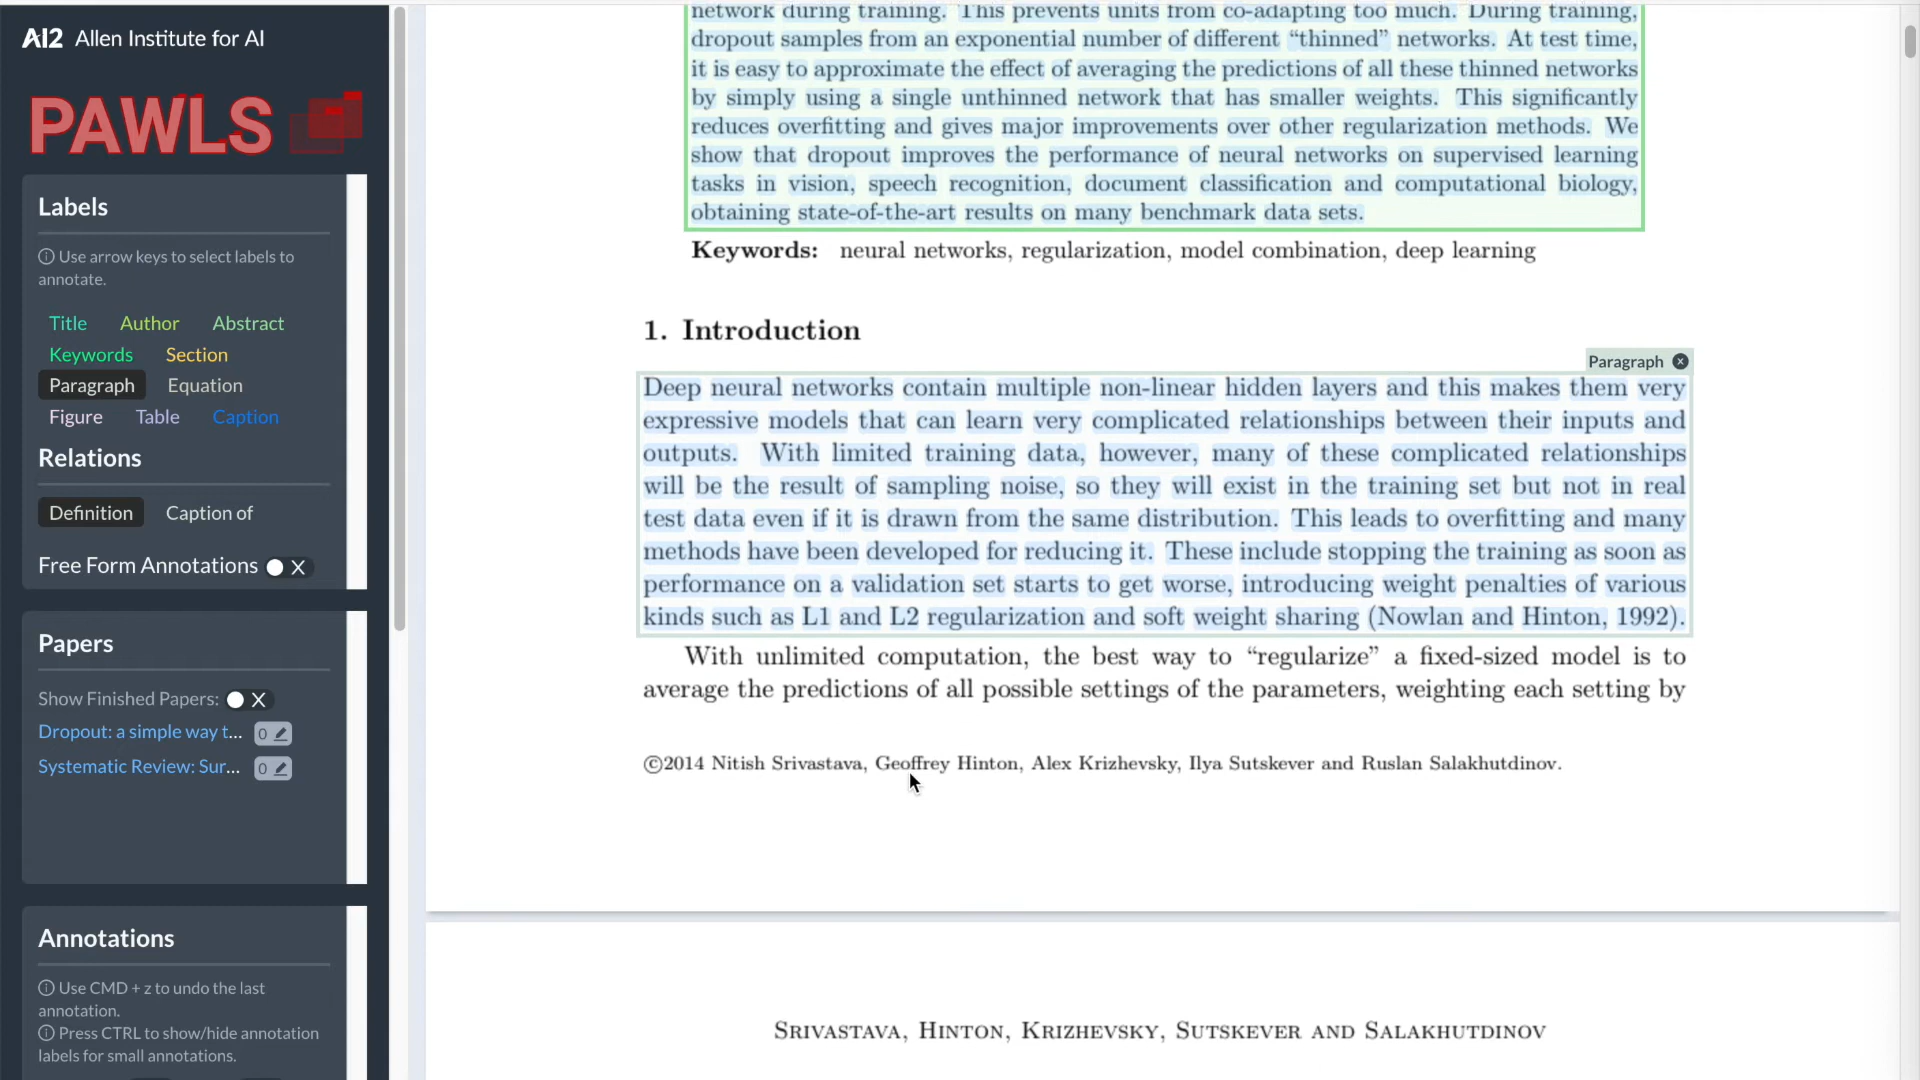 AI2 Allen Institute for AI
PAWLS
Labels
Use arrow keys to select labels to
annotate.
Title Author Abstract
Keywords Section
Paragraph Equation
Figure Table Caption
Relations
Definition Caption of
Free Form Annotations X
Papers
Show Finished Papers: X
Dropout: a simple way t... 0
Systematic Review: Sur... 0
Annotations
Use CMD + z to undo the last
annotation.
Press CTRL to show/hide annotation
labels for small annotations.
network during training. This prevents units from co-adapting too much. During training,
dropout samples from an exponential number of different “thinned” networks. At test time,
it is easy to approximate the effect of averaging the predictions of all these thinned networks
by simply using a single unthinned network that has smaller weights. This significantly
reduces overfitting and gives major improvements over other regularization methods. We
show that dropout improves the performance of neural networks on supervised learning
tasks in vision, speech recognition, document classification and computational biology,
obtaining state-of-the-art results on many benchmark data sets.
Keywords: neural networks, regularization, model combination, deep learning
1. Introduction
Paragraph x
Deep neural networks contain multiple non-linear hidden layers and this makes them very
expressive models that can learn very complicated relationships between their inputs and
outputs. With limited training data, however, many of these complicated relationships
will be the result of sampling noise, so they will exist in the training set but not in real
test data even if it is drawn from the same distribution. This leads to overfitting and many
methods have been developed for reducing it. These include stopping the training as soon as
performance on a validation set starts to get worse, introducing weight penalties of various
kinds such as L1 and L2 regularization and soft weight sharing (Nowlan and Hinton, 1992).
With unlimited computation, the best way to “regularize” a fixed-sized model is to
average the predictions of all possible settings of the parameters, weighting each setting by
©2014 Nitish Srivastava, Geoffrey Hinton, Alex Krizhevsky, Ilya Sutskever and Ruslan Salakhutdinov.
Srivastava, Hinton, Krizhevsky, Sutskever and Salakhutdinov